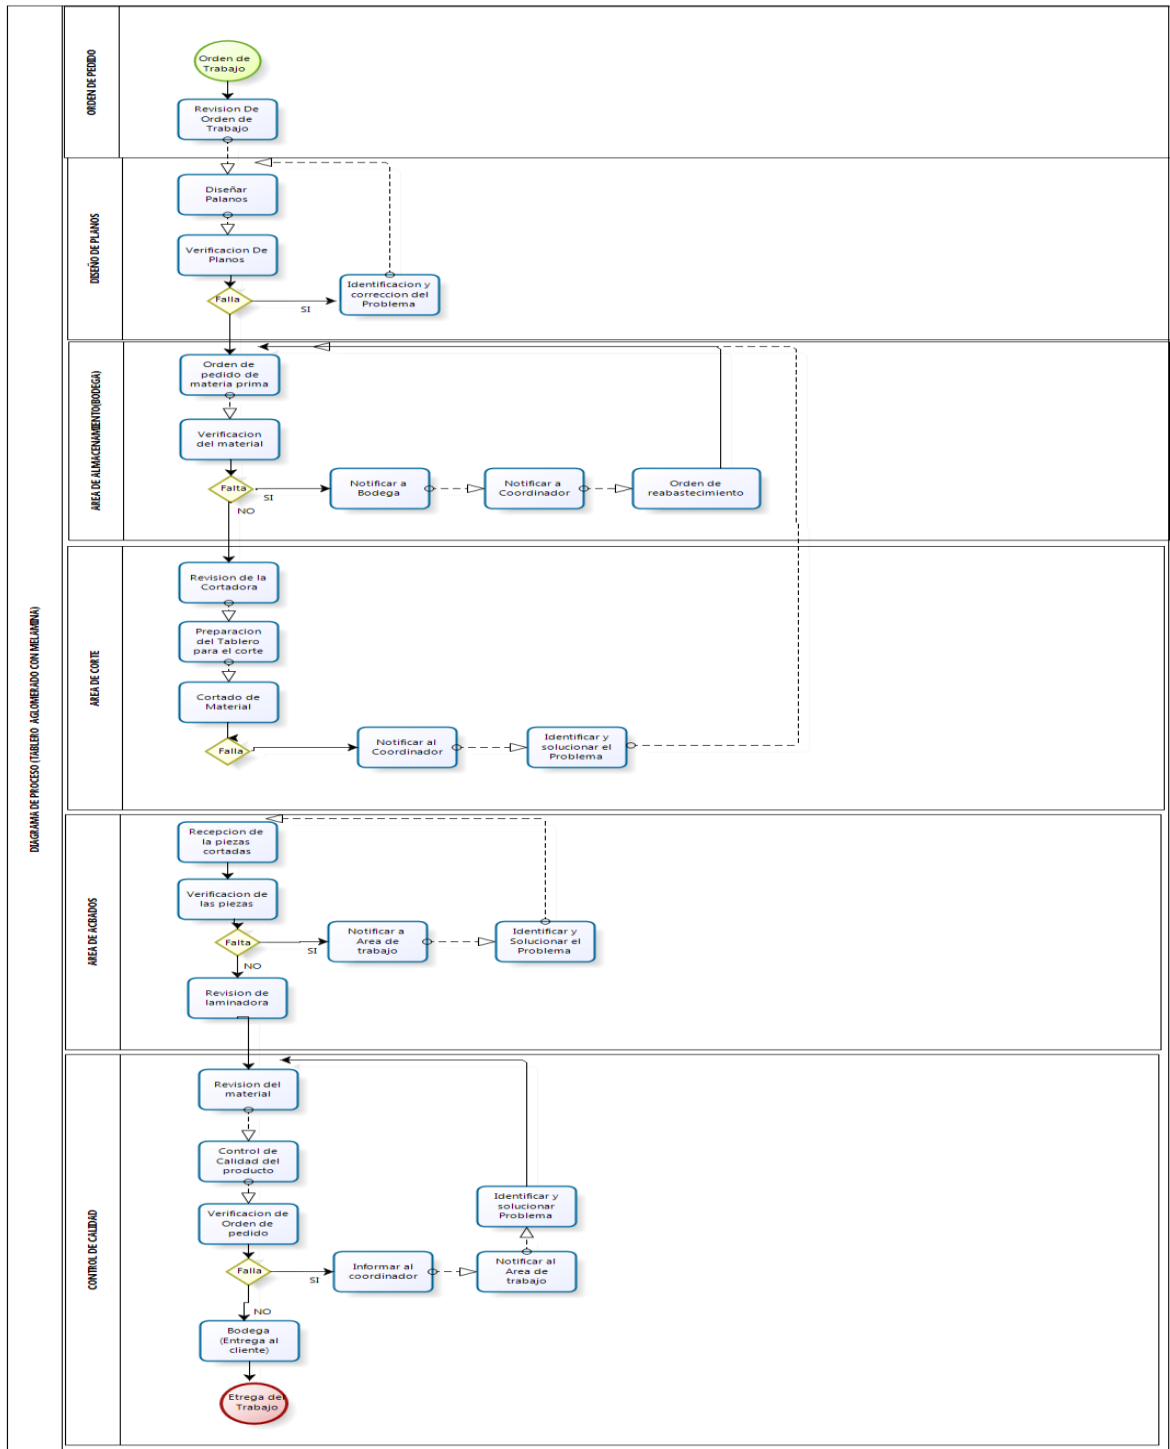 DIAGRAMA DE PROCESO (TABLERO AGLOMERADO CON MELAMINA)
ORDEN DE PEDIDO
Orden de
Trabajo
Revision De
Orden de
Trabajo
DISEÑO DE PLANOS
Diseñar
Palanos
Verificacion De
Planos
Falla
SI
Identificacion y
correccion del
Problema
AREA DE ALMACENAMIENTO(BODEGA)
Orden de
pedido de
materia prima
Verificacion
del material
Falta
SI
NO
Notificar a
Bodega
Notificar a
Coordinador
Orden de
reabastecimiento
AREA DE CORTE
Revision de la
Cortadora
Preparacion
del Tablero
para el corte
Cortado de
Material
Falla
Notificar al
Coordinador
Identificar y
solucionar el
Problema
AREA DE ACBADOS
Recepcion de
la piezas
cortadas
Verificacion de
las piezas
Falta
SI
NO
Notificar a
Area de
trabajo
Identificar y
Solucionar el
Problema
Revision de
laminadora
CONTROL DE CALIDAD
Revision del
material
Control de
Calidad del
producto
Verificacion de
Orden de
pedido
Falla
SI
NO
Informar al
coordinador
Notificar al
Area de
trabajo
Identificar y
solucionar
Problema
Bodega
(Entrega al
cliente)
Etrega del
Trabajo